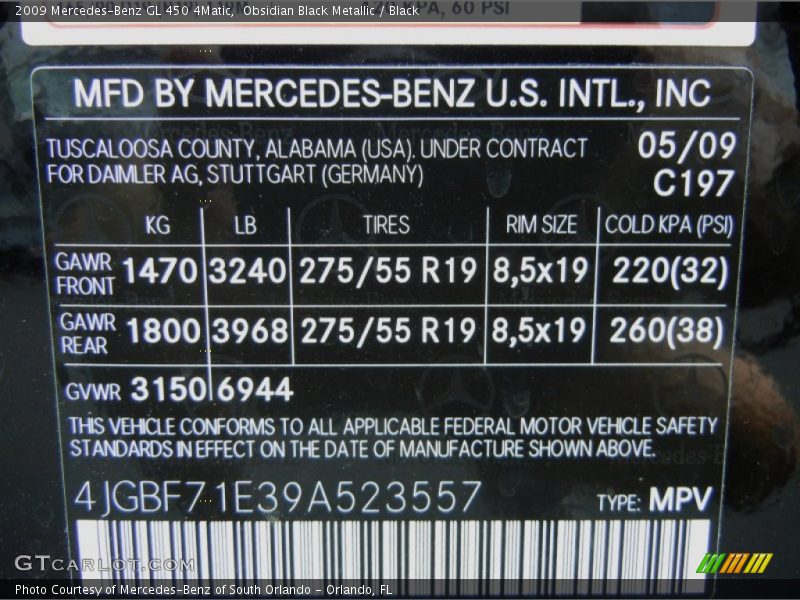 2009 Mercedes-Benz GL 450 4Matic, Obsidian Black Metallic / Black
KPA, 60 PSI
MFD BY MERCEDES-BENZ U.S. INTL., INC
TUSCALOOSA COUNTY, ALABAMA (USA). UNDER CONTRACT 05/09
FOR DAIMLER AG, STUTTGART (GERMANY) C197
KG LB TIRES RIM SIZE COLD KPA (PSI)
GAWR FRONT 1470 3240 275/55 R19 8,5x19 220(32)
GAWR REAR 1800 3968 275/55 R19 8,5x19 260(38)
GVWR 3150 6944
THIS VEHICLE CONFORMS TO ALL APPLICABLE FEDERAL MOTOR VEHICLE SAFETY
STANDARDS IN EFFECT ON THE DATE OF MANUFACTURE SHOWN ABOVE.
4JGBF71E39A523557 TYPE: MPV
GTcarlot.com
Photo Courtesy of Mercedes-Benz of South Orlando - Orlando, FL